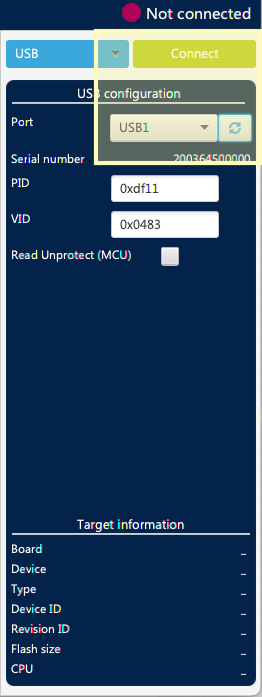 Not connected
USB Connect
USB configuration
Port USB1
Serial number 200364500000
PID 0xdf11
VID 0x0483
Read Unprotect (MCU)
Target information
Board _
Device _
Type _
Device ID _
Revision ID _
Flash size _
CPU _